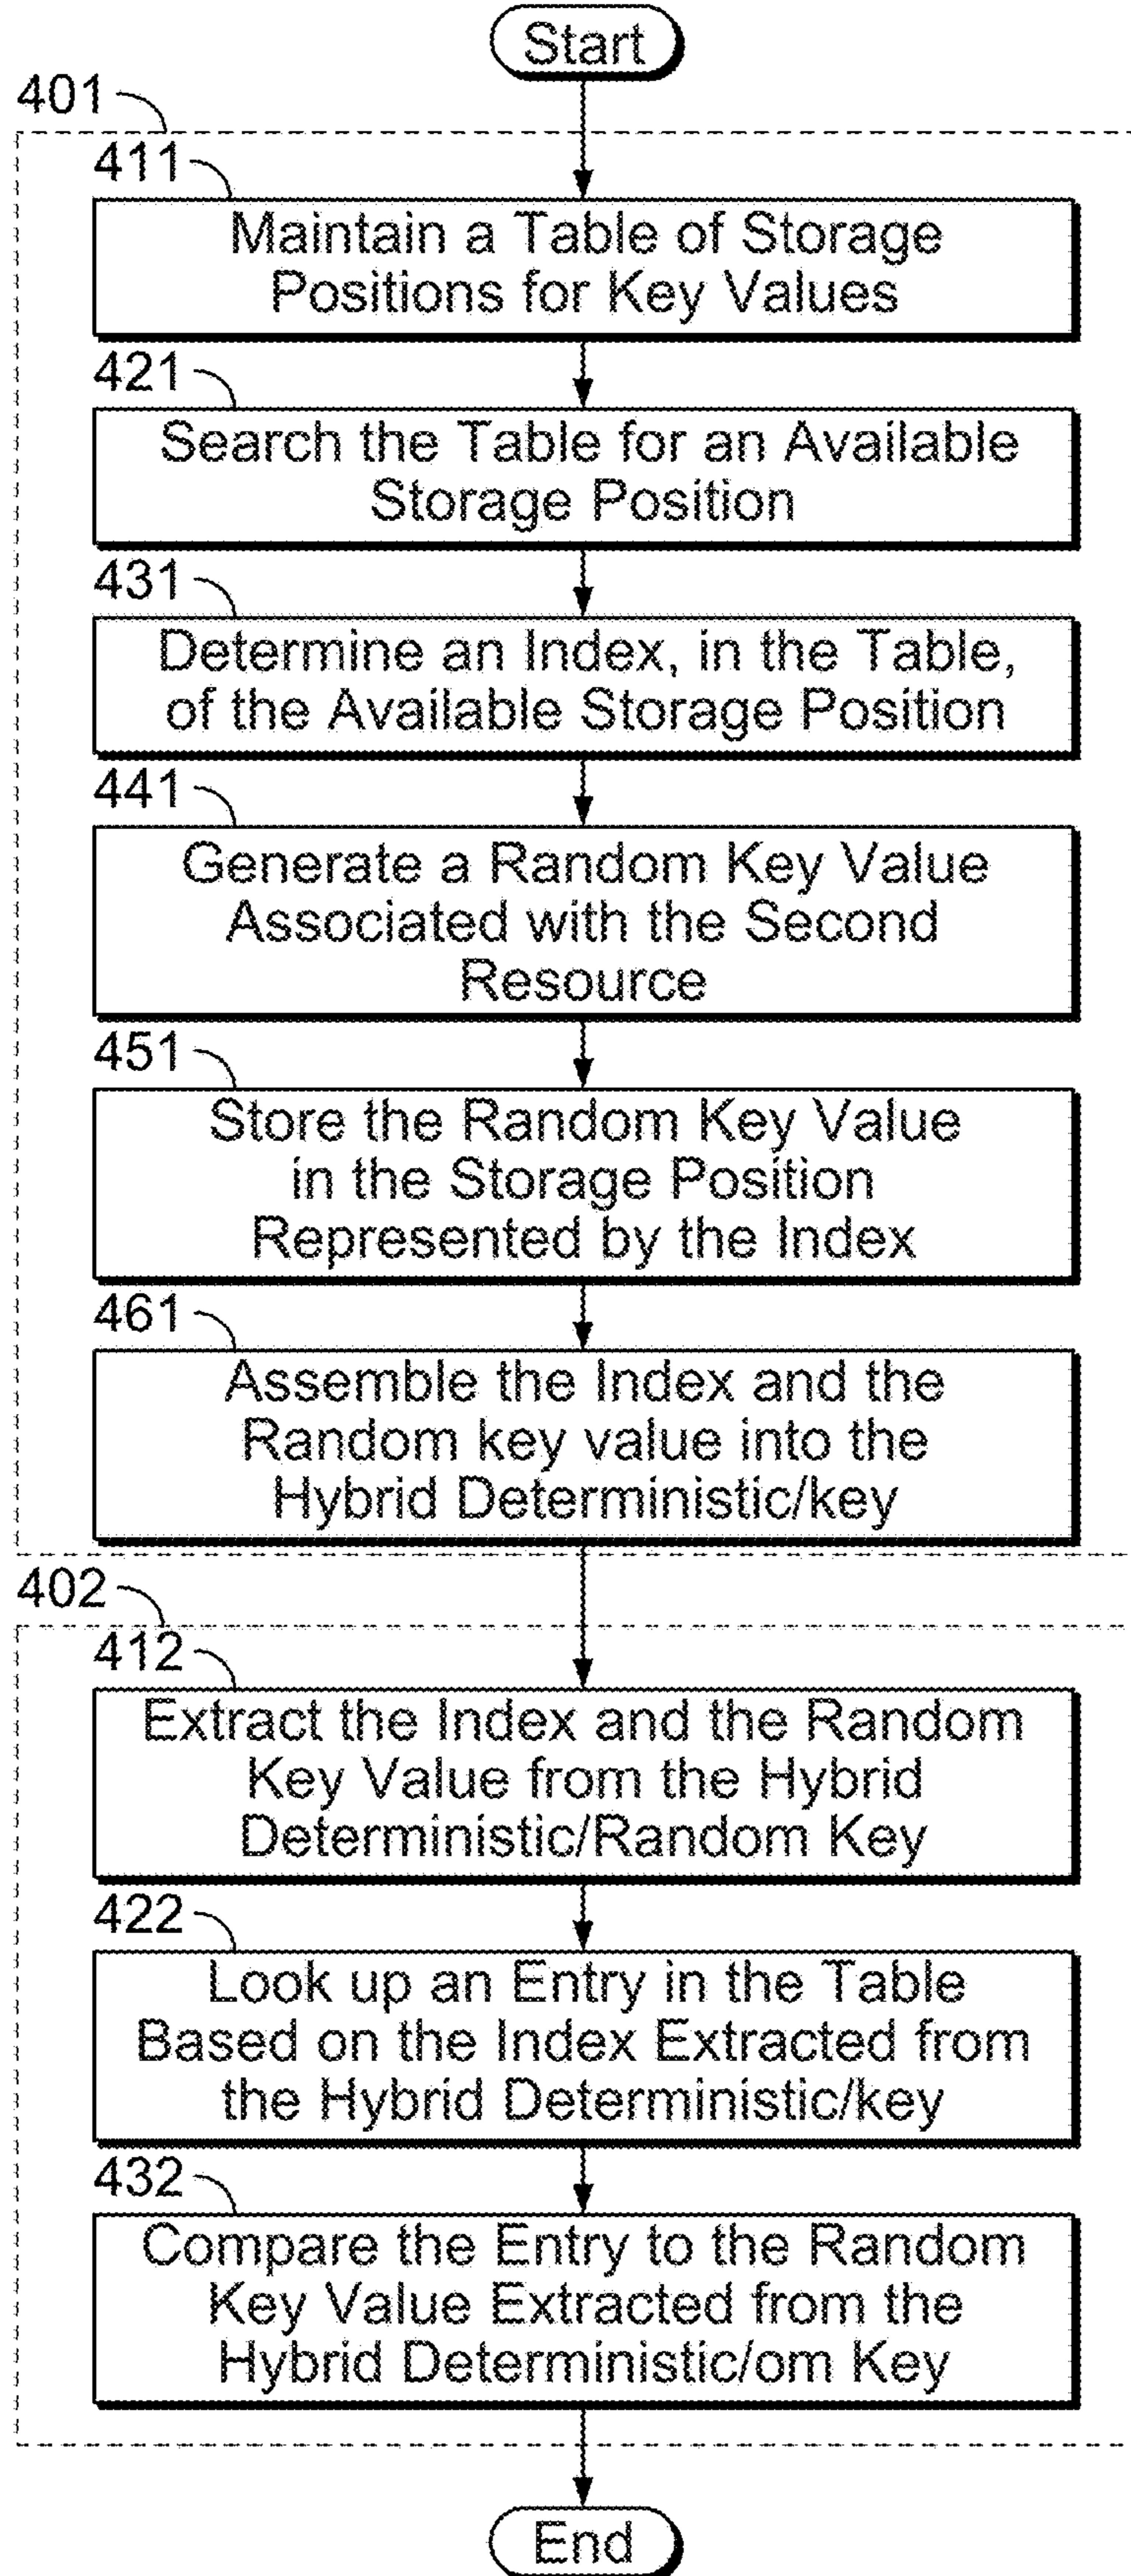 Start
401
411
Maintain a Table of Storage
Positions for Key Values
421
Search the Table for an Available
Storage Position
431
Determine an Index, in the Table,
of the Available Storage Position
441
Generate a Random Key Value
Associated with the Second
Resource
451
Store the Random Key Value
in the Storage Position
Represented by the Index
461
Assemble the Index and the
Random key value into the
Hybrid Deterministic/key
402
412
Extract the Index and the Random
Key Value from the Hybrid
Deterministic/Random Key
422
Look up an Entry in the Table
Based on the Index Extracted from
the Hybrid Deterministic/key
432
Compare the Entry to the Random
Key Value Extracted from the
Hybrid Deterministic/om Key
End